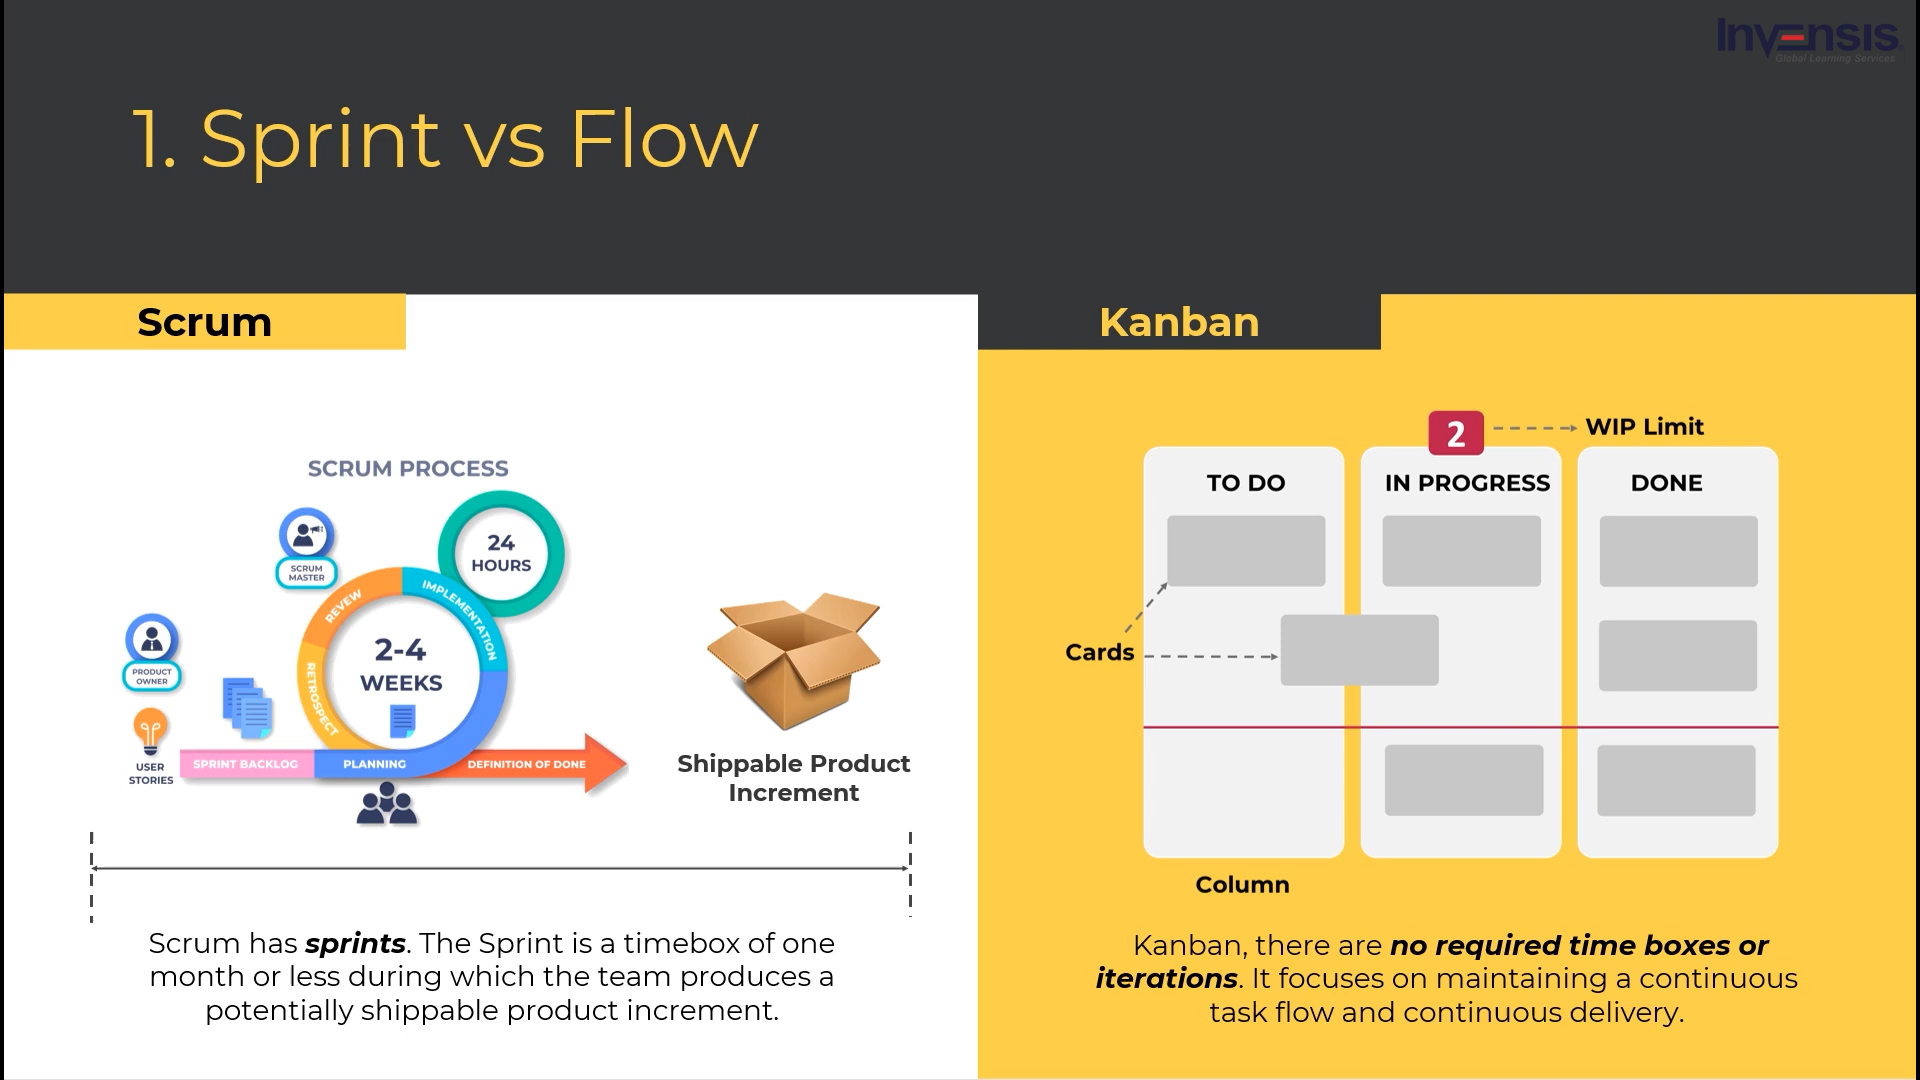 Invensis
Global Learning Services
1. Sprint vs Flow
Scrum
SCRUM PROCESS
24
HOURS
SCRUM
MASTER
REVIEW
IMPLEMENTATION
RETROSPECT
2-4
WEEKS
PRODUCT
OWNER
USER
STORIES
SPRINT BACKLOG
PLANNING
DEFINITION OF DONE
Shippable Product
Increment
Scrum has sprints. The Sprint is a timebox of one
month or less during which the team produces a
potentially shippable product increment.
Kanban
2
WIP Limit
TO DO
IN PROGRESS
DONE
Cards
Column
Kanban, there are no required time boxes or
iterations. It focuses on maintaining a continuous
task flow and continuous delivery.